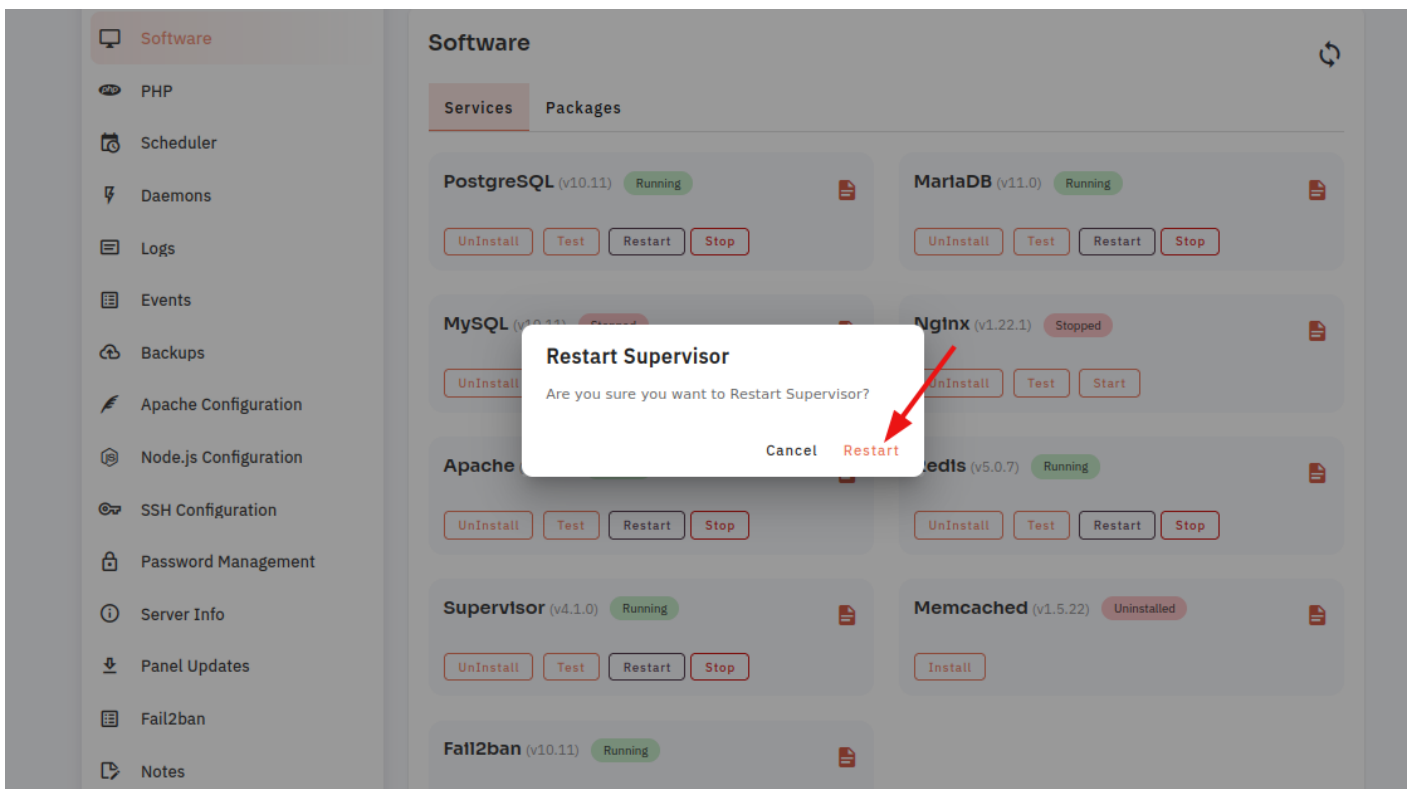 Software
PHP
Scheduler
Daemons
Logs
Events
Backups
Apache Configuration
Node.js Configuration
SSH Configuration
Password Management
Server Info
Panel Updates
Fail2ban
Notes
Software
Services Packages
PostgreSQL (v10.11) Running
UnInstall Test Restart Stop
MariaDB (v11.0) Running
UnInstall Test Restart Stop
MySQL
UnInstall
Nginx (v1.22.1) Stopped
UnInstall Test Start
Restart Supervisor
Are you sure you want to Restart Supervisor?
Cancel Restart
Apache
UnInstall Test Restart Stop
Redis (v5.0.7) Running
UnInstall Test Restart Stop
Supervisor (v4.1.0) Running
UnInstall Test Restart Stop
Memcached (v1.5.22) Uninstalled
Install
Fail2ban (v10.11) Running